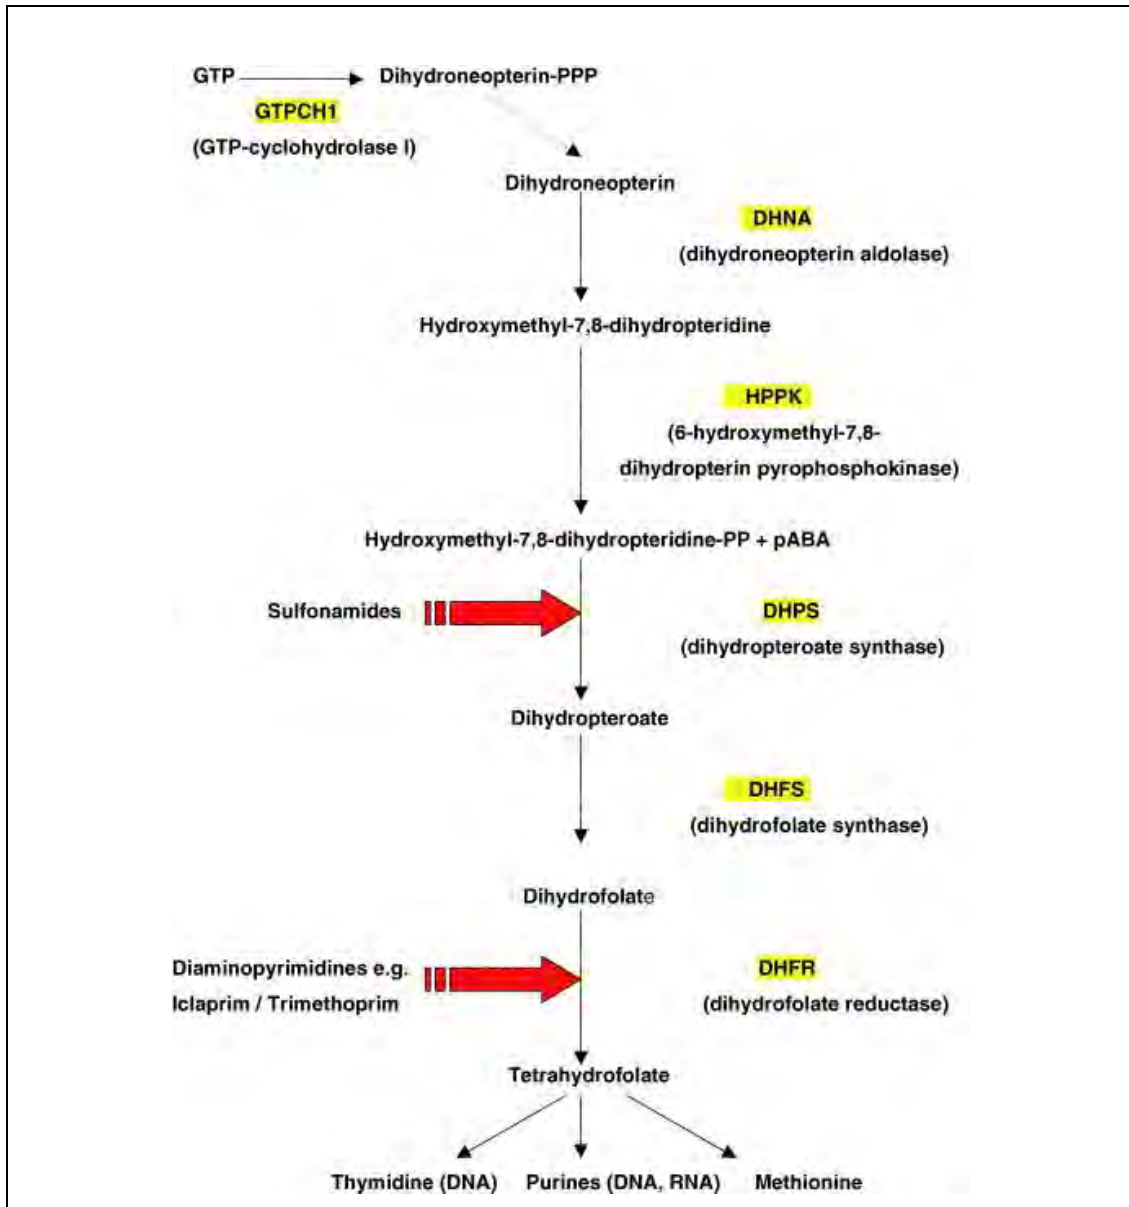 GTP
Dihydroneopterin-PPP
GTPCH1
(GTP-cyclohydrolase I)
Dihydroneopterin
DHNA
(dihydroneopterin aldolase)
Hydroxymethyl-7,8-dihydropteridine
HPPK
(6-hydroxymethyl-7,8-
dihydropterin pyrophosphokinase)
Hydroxymethyl-7,8-dihydropteridine-PP + pABA
Sulfonamides
DHPS
(dihydropteroate synthase)
Dihydropteroate
DHFS
(dihydrofolate synthase)
Dihydrofolate
Diaminopyrimidines e.g.
Iclaprim / Trimethoprim
DHFR
(dihydrofolate reductase)
Tetrahydrofolate
Thymidine (DNA)
Purines (DNA, RNA)
Methionine